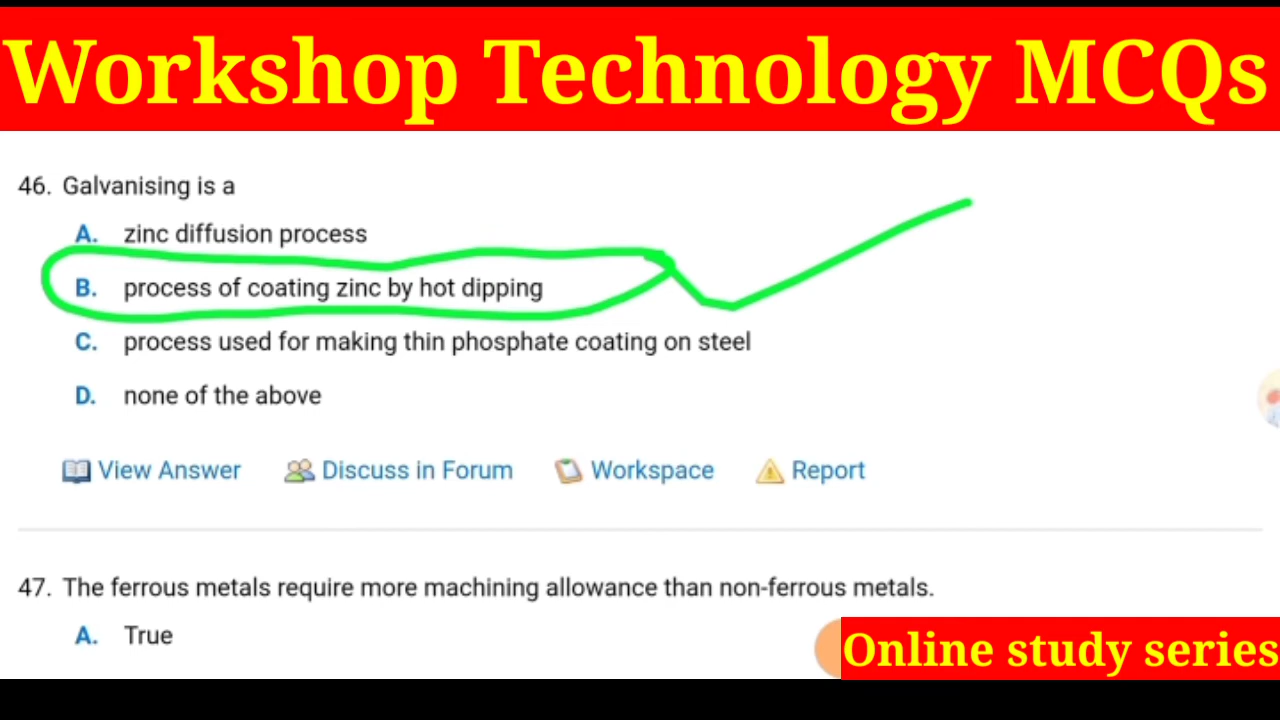 Workshop Technology MCQs
46. Galvanising is a
A. zinc diffusion process
B. process of coating zinc by hot dipping
C. process used for making thin phosphate coating on steel
D. none of the above
View Answer Discuss in Forum Workspace Report
47. The ferrous metals require more machining allowance than non-ferrous metals.
A. True
Online study series